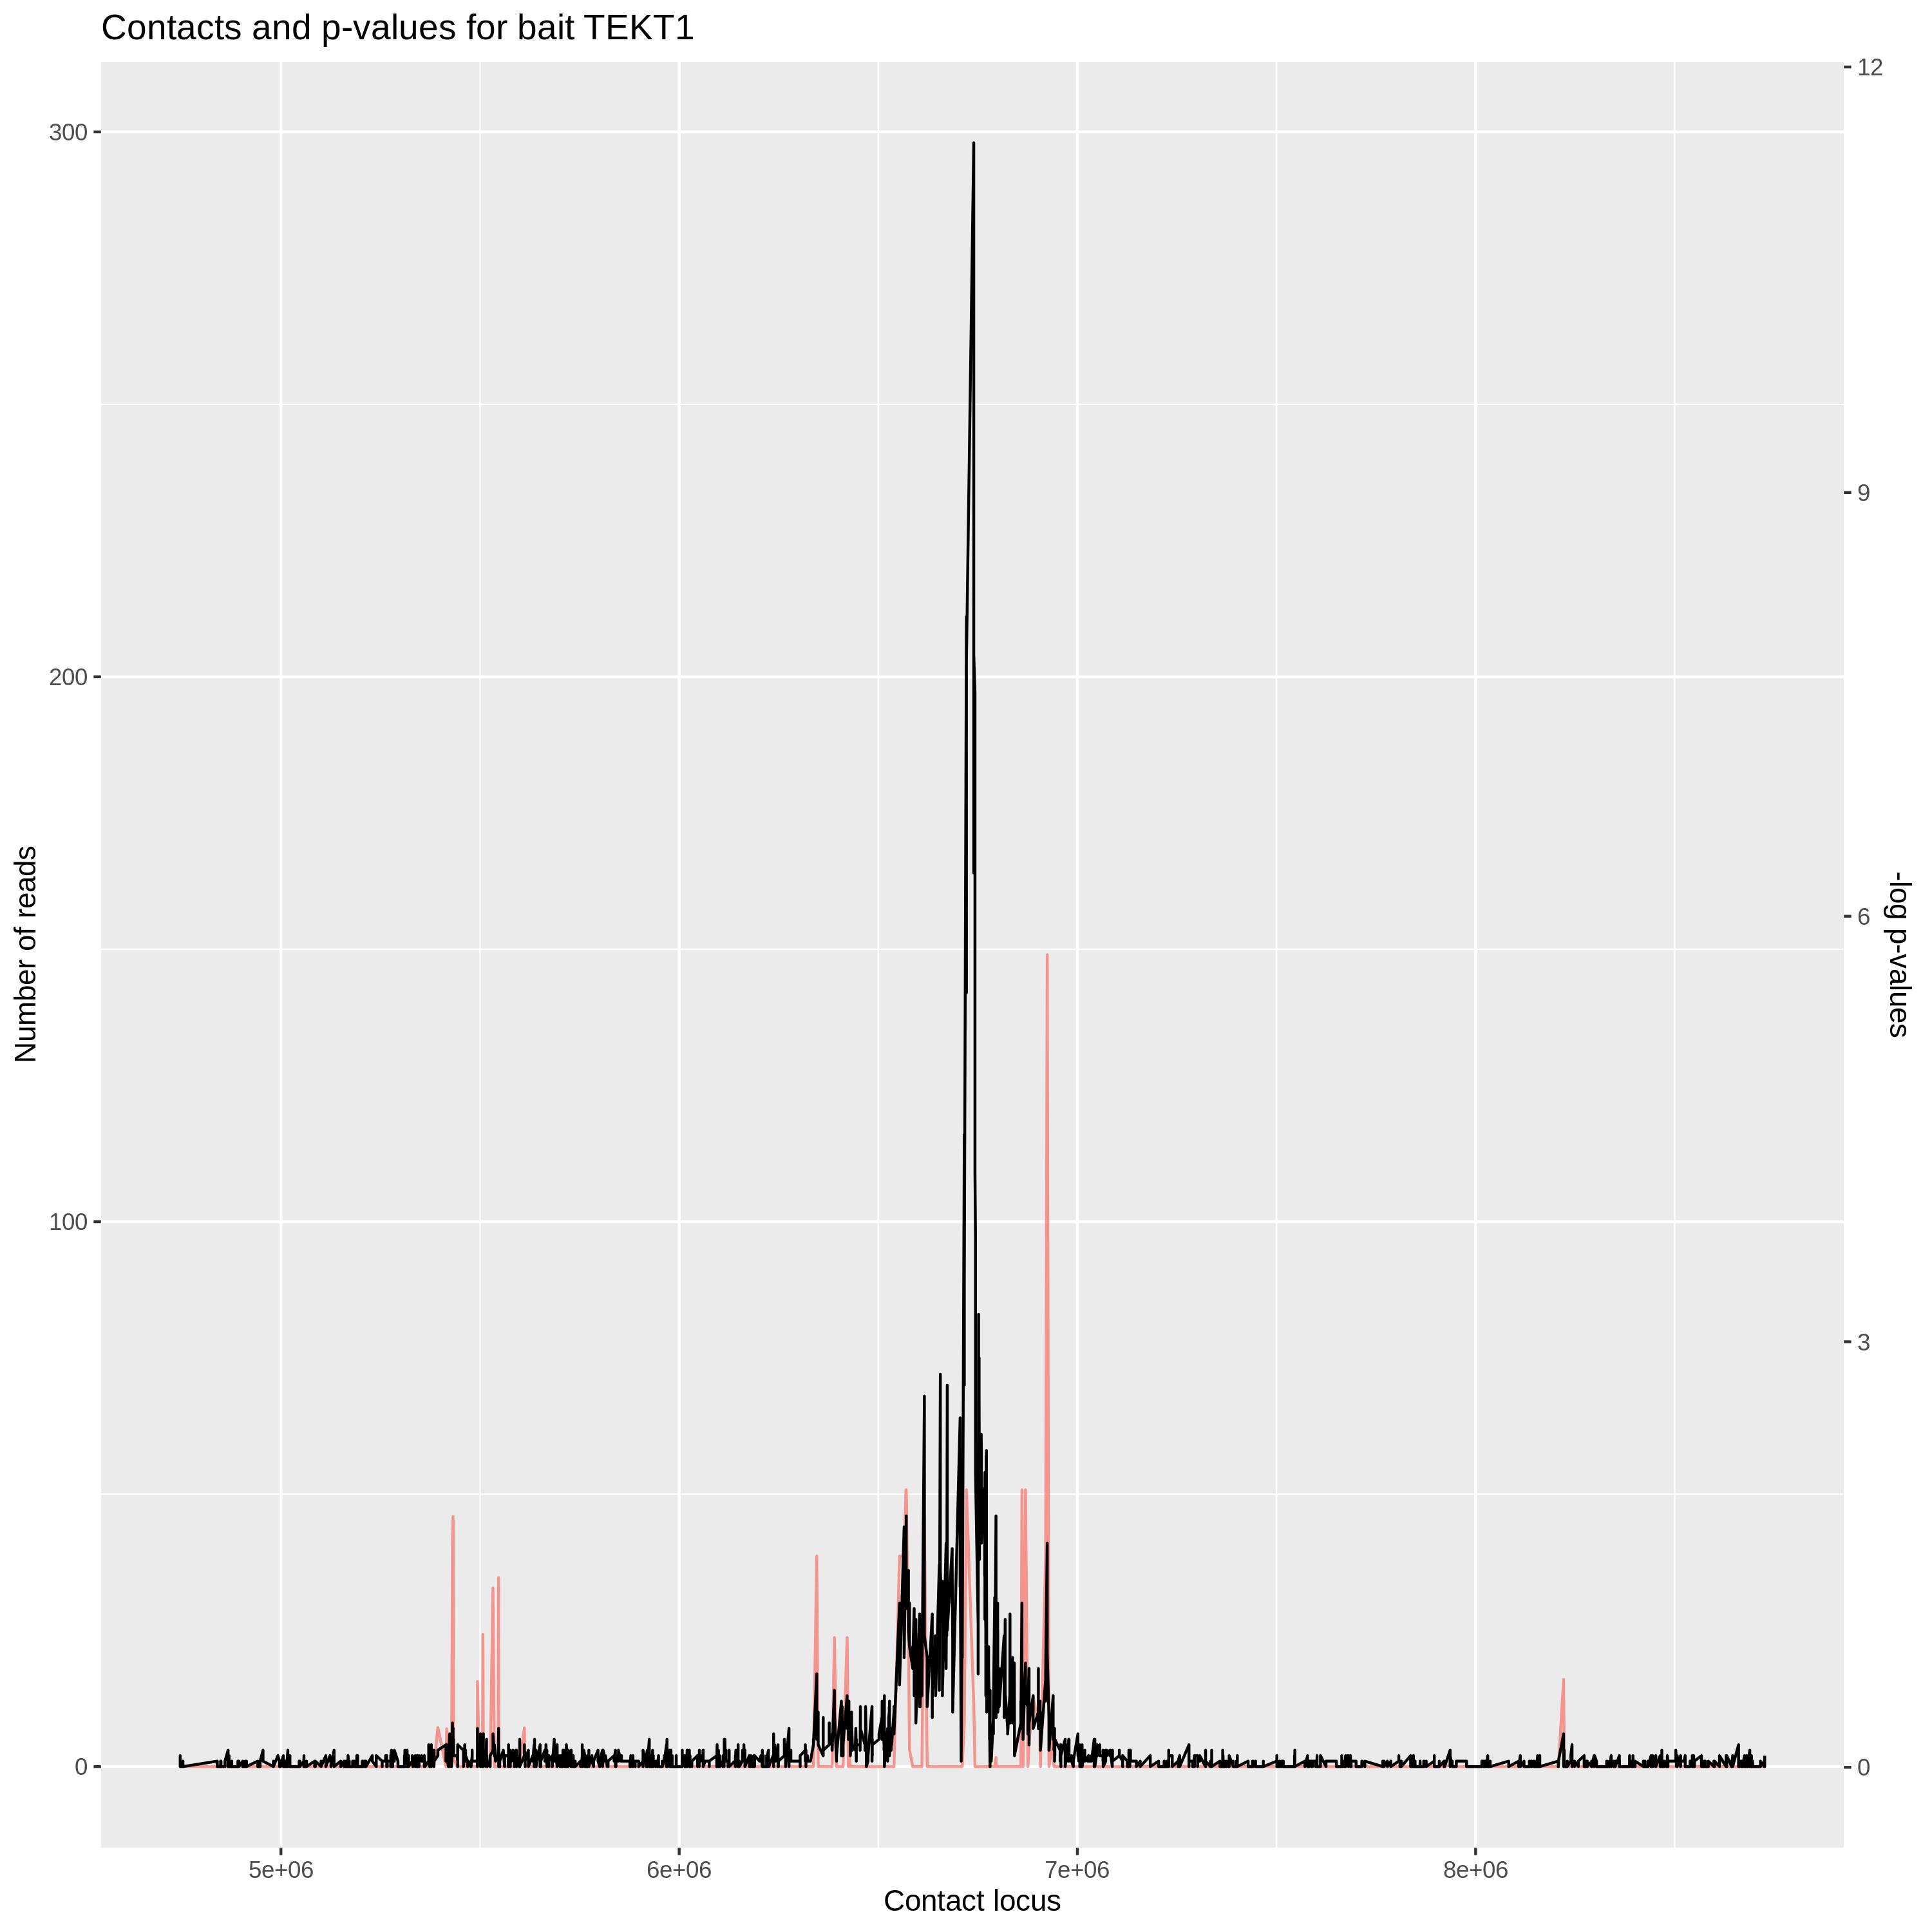 Contacts and p-values for bait TEKT1
12
300
9
200
Number of reads
6
-log p-values
100
3
0
0
5e+06
6e+06
7e+06
8e+06
Contact locus